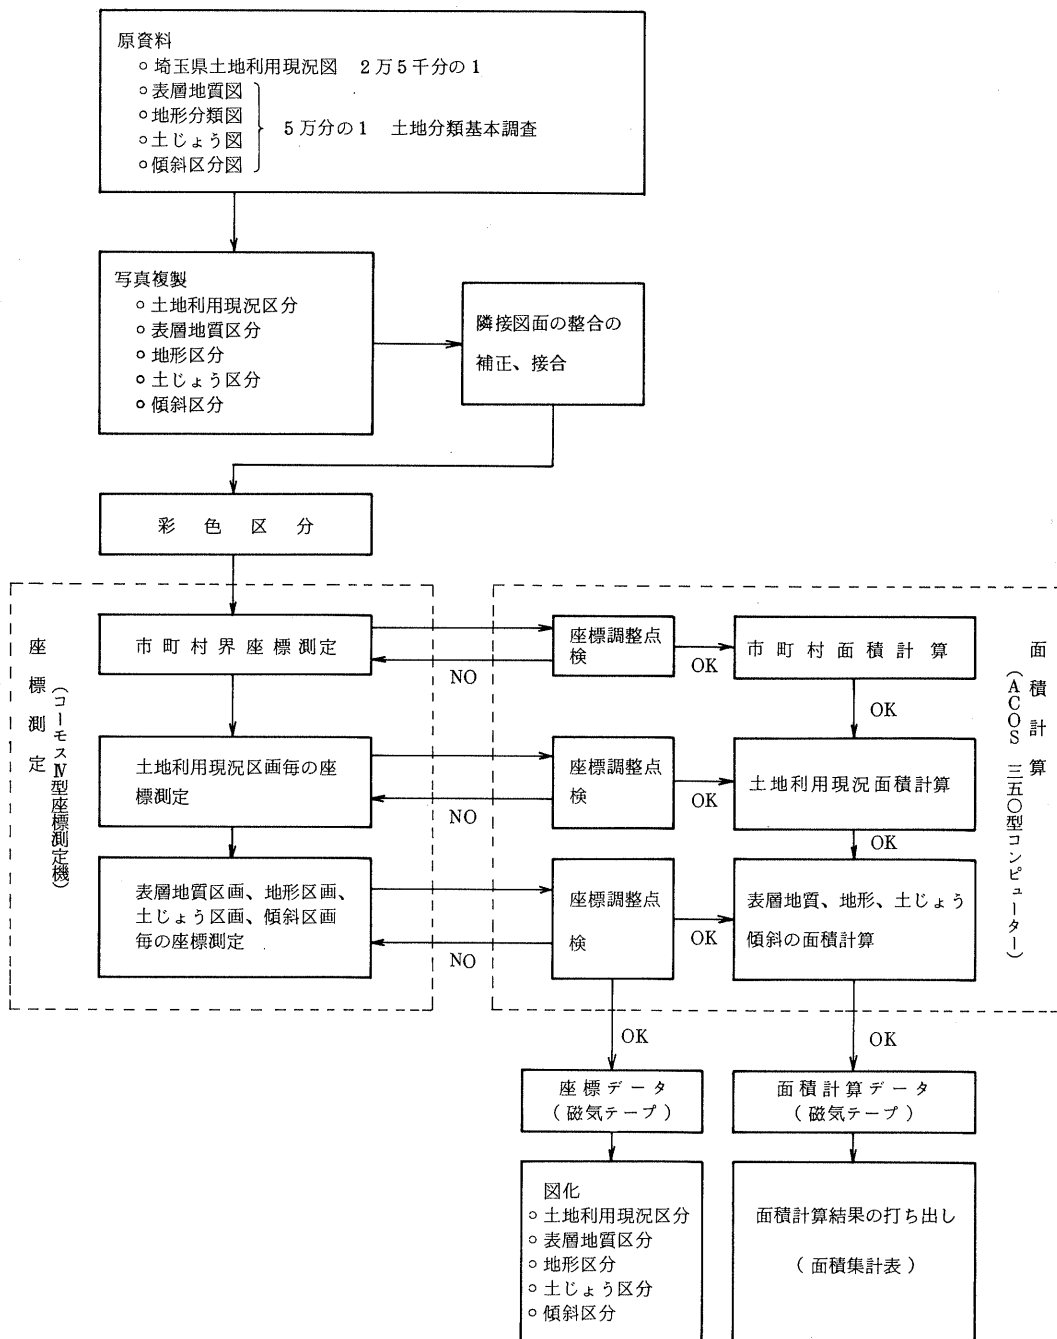 原資料
○埼玉県土地利用現況図　2万5千分の1
○表層地質図
○地形分類図
○土じょう図
○傾斜区分図
5万分の1　土地分類基本調査
写真複製
○土地利用現況区分
○表層地質区分
○地形区分
○土じょう区分
○傾斜区分
隣接図面の整合の
補正、接合
彩色区分
座標測定
（コーモスⅣ型座標測定機）
市町村界座標測定
座標調整点
検
市町村面積計算
NO
OK
OK
土地利用現況区画毎の座
標測定
座標調整点
検
土地利用現況面積計算
NO
OK
OK
表層地質区画、地形区画、
土じょう区画、傾斜区画
毎の座標測定
座標調整点
検
表層地質、地形、土じょう
傾斜の面積計算
NO
OK
面積計算
（ACOS 三五〇型コンピューター）
OK
OK
座標データ
（磁気テープ）
面積計算データ
（磁気テープ）
図化
○土地利用現況区分
○表層地質区分
○地形区分
○土じょう区分
○傾斜区分
面積計算結果の打ち出し
（面積集計表）